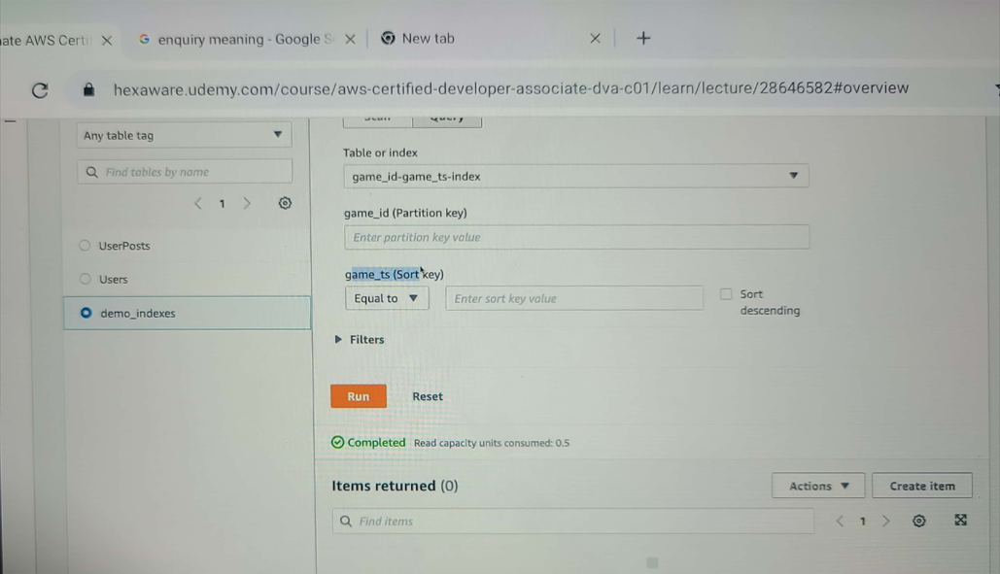 ate AWS Certi
enquiry meaning - Google S
New tab
hexaware.udemy.com/course/aws-certified-developer-associate-dva-c01/learn/lecture/28646582#overview
Any table tag
Find tables by name
1
UserPosts
Users
demo_indexes
Scan Query
Table or index
game_id-game_ts-index
game_id (Partition key)
Enter partition key value
game_ts (Sort key)
Equal to Enter sort key value Sort
descending
Filters
Run Reset
Completed Read capacity units consumed: 0.5
Items returned (0) Actions Create item
Find items 1